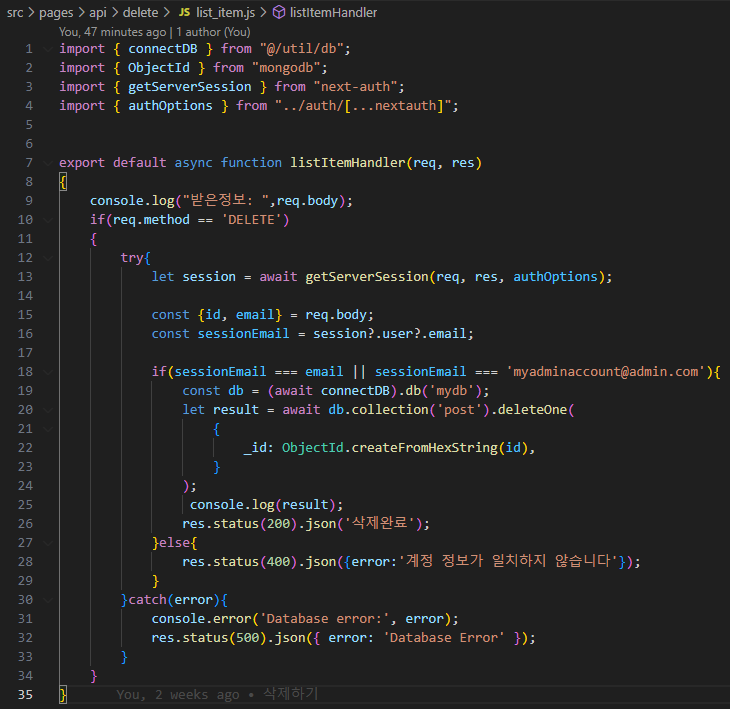 src > pages > api > delete > JS list_item.js > listItemHandler
You, 47 minutes ago | 1 author (You)
1 import { connectDB } from "@/util/db";
2 import { ObjectId } from "mongodb";
3 import { getServerSession } from "next-auth";
4 import { authOptions } from "../auth/[...nextauth]";
5
6
7 export default async function listItemHandler(req, res)
8 {
9 console.log("받은정보: ",req.body);
10 if(req.method == 'DELETE')
11 {
12 try{
13 let session = await getServerSession(req, res, authOptions);
14
15 const {id, email} = req.body;
16 const sessionEmail = session?.user?.email;
17
18 if(sessionEmail === email || sessionEmail === 'myadminaccount@admin.com'){
19 const db = (await connectDB).db('mydb');
20 let result = await db.collection('post').deleteOne(
21 {
22 _id: ObjectId.createFromHexString(id),
23 }
24 );
25 console.log(result);
26 res.status(200).json('삭제완료');
27 }else{
28 res.status(400).json({error:'계정 정보가 일치하지 않습니다'});
29 }
30 }catch(error){
31 console.error('Database error:', error);
32 res.status(500).json({ error: 'Database Error' });
33 }
34 }
35 } You, 2 weeks ago • 삭제하기